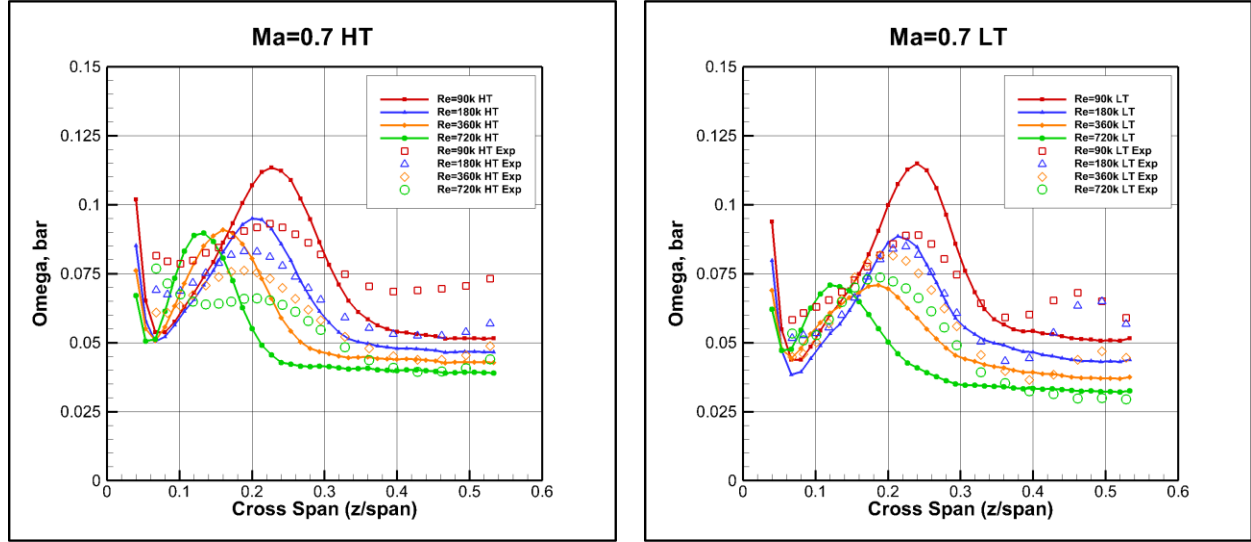 Ma=0.7 HT
0.15
Re=90k HT
Re=180k HT
Re=360k HT
Re=720k HT
Re=90k HT Exp
Re=180k HT Exp
Re=360k HT Exp
Re=720k HT Exp
0.125
0.1
0.075
0.05
0.025
0
Omega, bar
0
0.1
0.2
0.3
0.4
0.5
0.6
Cross Span (z/span)
Ma=0.7 LT
0.15
Re=90k LT
Re=180k LT
Re=360k LT
Re=720k LT
Re=90k LT Exp
Re=180k LT Exp
Re=360k LT Exp
Re=720k LT Exp
0.125
0.1
0.075
0.05
0.025
0
Omega, bar
0
0.1
0.2
0.3
0.4
0.5
0.6
Cross Span (z/span)